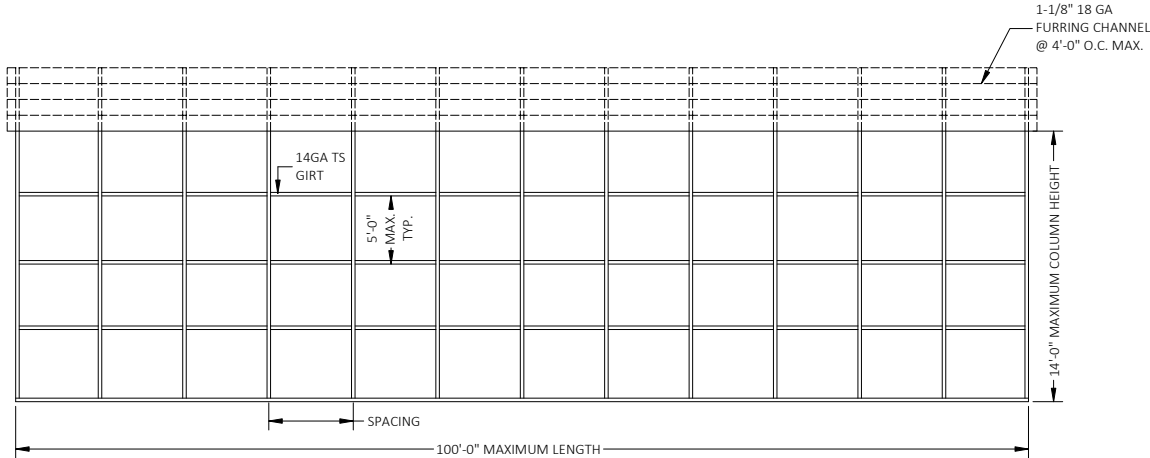 1-1/8" 18 GA
FURRING CHANNEL
@ 4'-0" O.C. MAX.
14GA TS
GIRT
5'-0"
MAX.
TYP.
14'-0" MAXIMUM COLUMN HEIGHT
SPACING
100'-0" MAXIMUM LENGTH